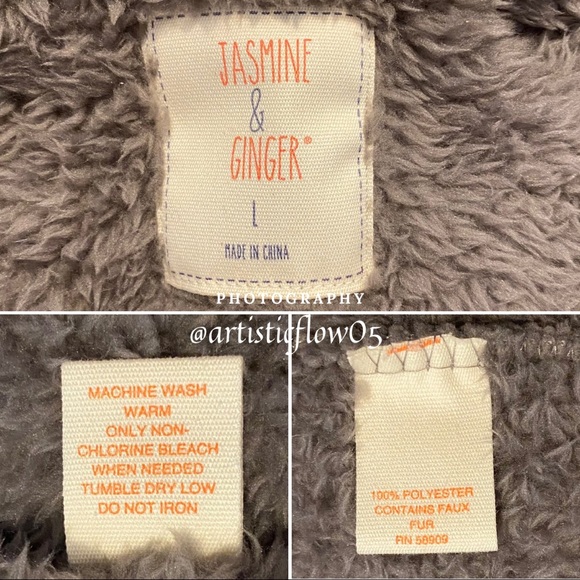 JASMINE
&
GINGER®
L
MADE IN CHINA
PHOTOGRAPHY
@artisticflow05
MACHINE WASH
WARM
ONLY NON-
CHLORINE BLEACH
WHEN NEEDED
TUMBLE DRY LOW
DO NOT IRON
100% POLYESTER
CONTAINS FAUX
FUR
RN 58909